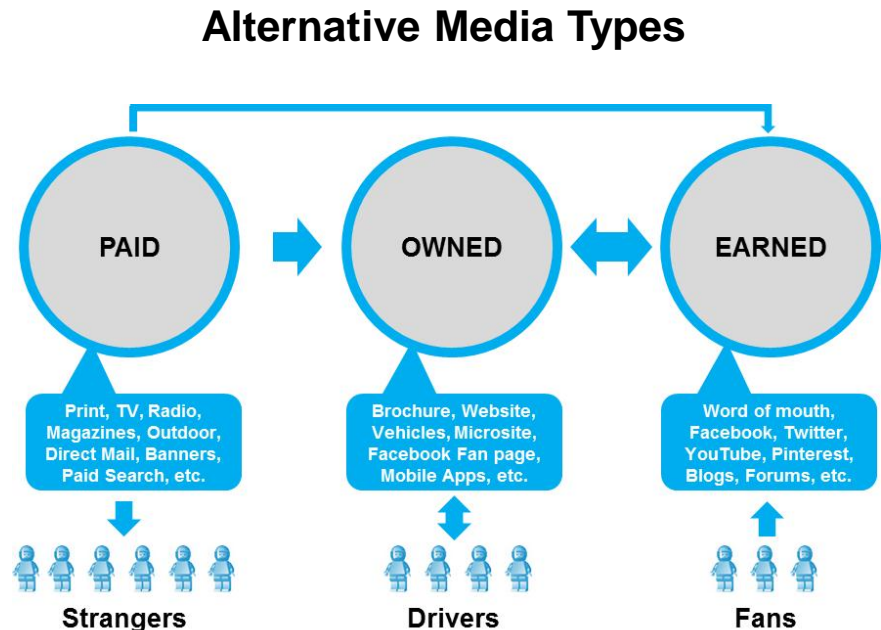 Alternative Media Types
PAID
OWNED
EARNED
Print, TV, Radio,
Magazines, Outdoor,
Direct Mail, Banners,
Paid Search, etc.
Brochure, Website,
Vehicles, Microsite,
Facebook Fan page,
Mobile Apps, etc.
Word of mouth,
Facebook, Twitter,
YouTube, Pinterest,
Blogs, Forums, etc.
Strangers
Drivers
Fans